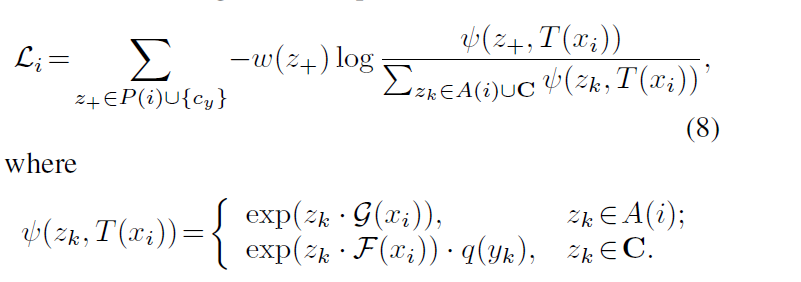 ℒᵢ = ∑_{z₊∈P(i)∪{c_y}} −w(z₊) log ψ(z₊, T(xᵢ)) / ∑_{z_k∈A(i)∪𝐂} ψ(z_k, T(xᵢ)),
(8)
where
ψ(z_k, T(xᵢ)) = { exp(z_k · 𝒢(xᵢ)), z_k ∈ A(i);
exp(z_k · ℱ(xᵢ)) · q(y_k), z_k ∈ 𝐂.